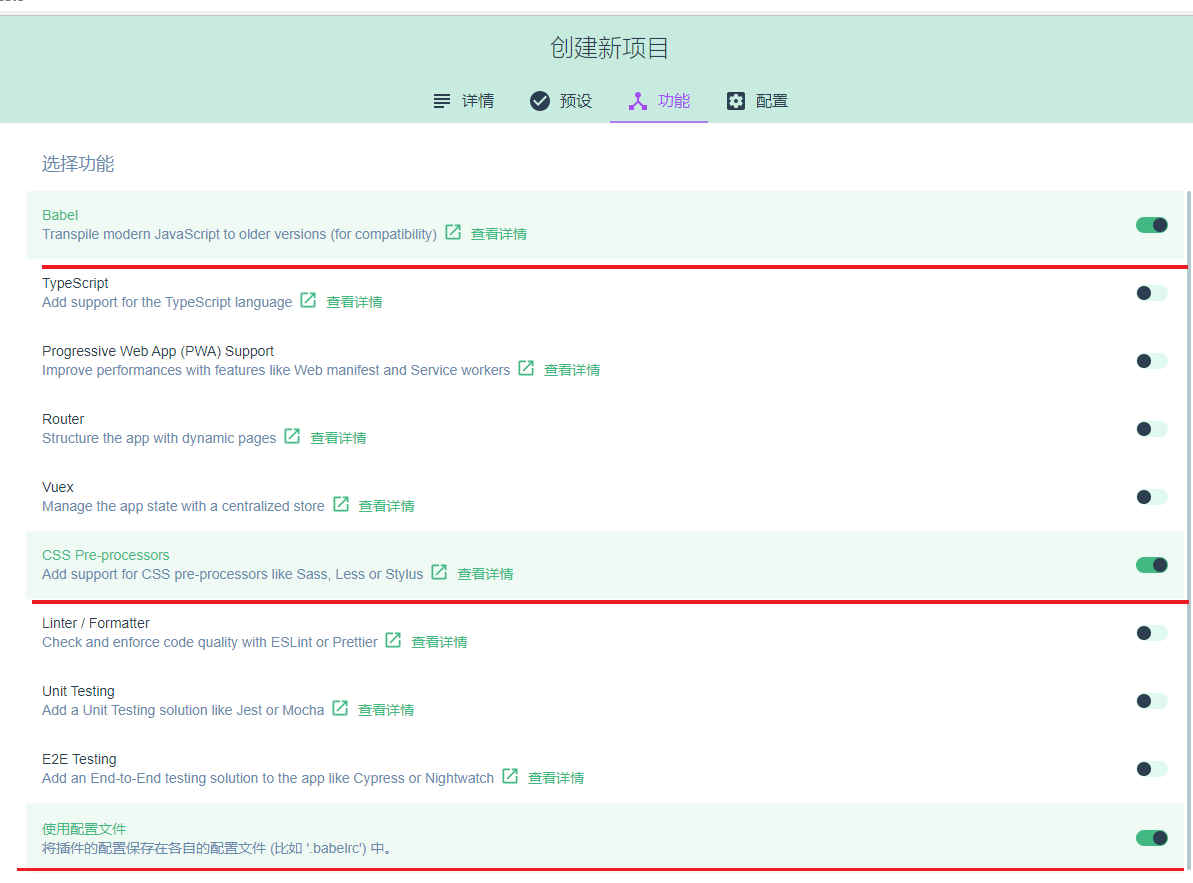 创建新项目
详情 预设 功能 配置
选择功能
Babel
Transpile modern JavaScript to older versions (for compatibility) 查看详情
TypeScript
Add support for the TypeScript language 查看详情
Progressive Web App (PWA) Support
Improve performances with features like Web manifest and Service workers 查看详情
Router
Structure the app with dynamic pages 查看详情
Vuex
Manage the app state with a centralized store 查看详情
CSS Pre-processors
Add support for CSS pre-processors like Sass, Less or Stylus 查看详情
Linter / Formatter
Check and enforce code quality with ESLint or Prettier 查看详情
Unit Testing
Add a Unit Testing solution like Jest or Mocha 查看详情
E2E Testing
Add an End-to-End testing solution to the app like Cypress or Nightwatch 查看详情
使用配置文件
将插件的配置保存在各自的配置文件 (比如 '.babelrc') 中。